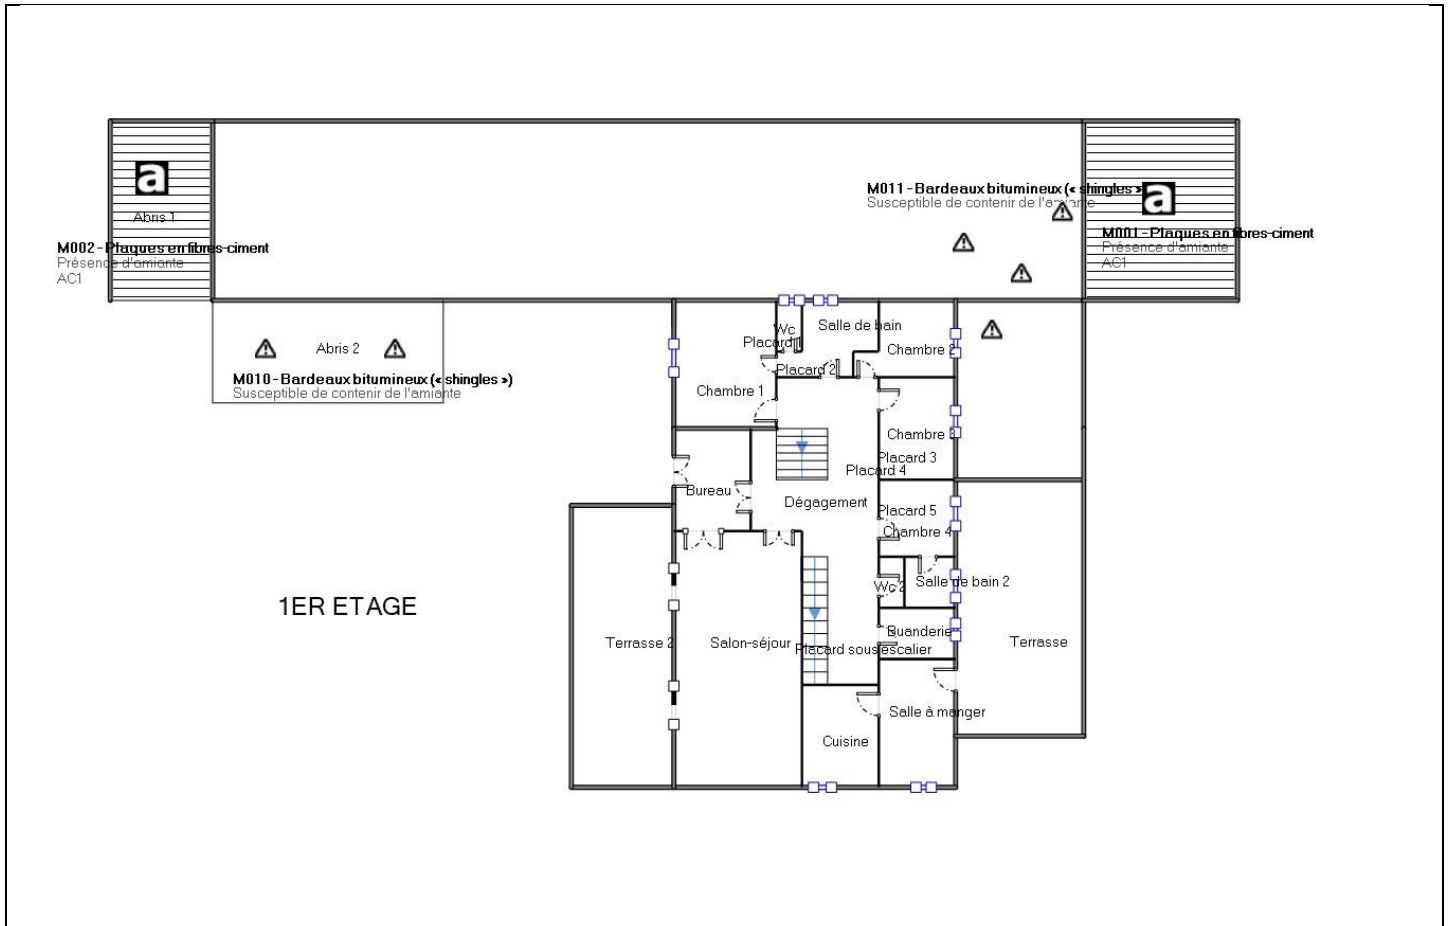 a
Abris 1
M002 - Plaques en fibres-ciment
Présence d'amiante
AC1
M011 - Bardeaux bitumineux (« shingles »
Susceptible de contenir de l'amiante
a
M001 - Plaques en fibres-ciment
Présence d'amiante
AC1
Abris 2
M010 - Bardeaux bitumineux (« shingles »)
Susceptible de contenir de l'amiante
Wc
Salle de bain
Placard 1
Chambre 2
Placard 2
Chambre 1
Chambre 3
Placard 3
Placard 4
Bureau
Dégagement
Placard 5
Chambre 4
Wc 2
Salle de bain 2
1ER ETAGE
Terrasse 2
Salon-séjour
Buanderie
Placard sous escalier
Terrasse
Salle à manger
Cuisine